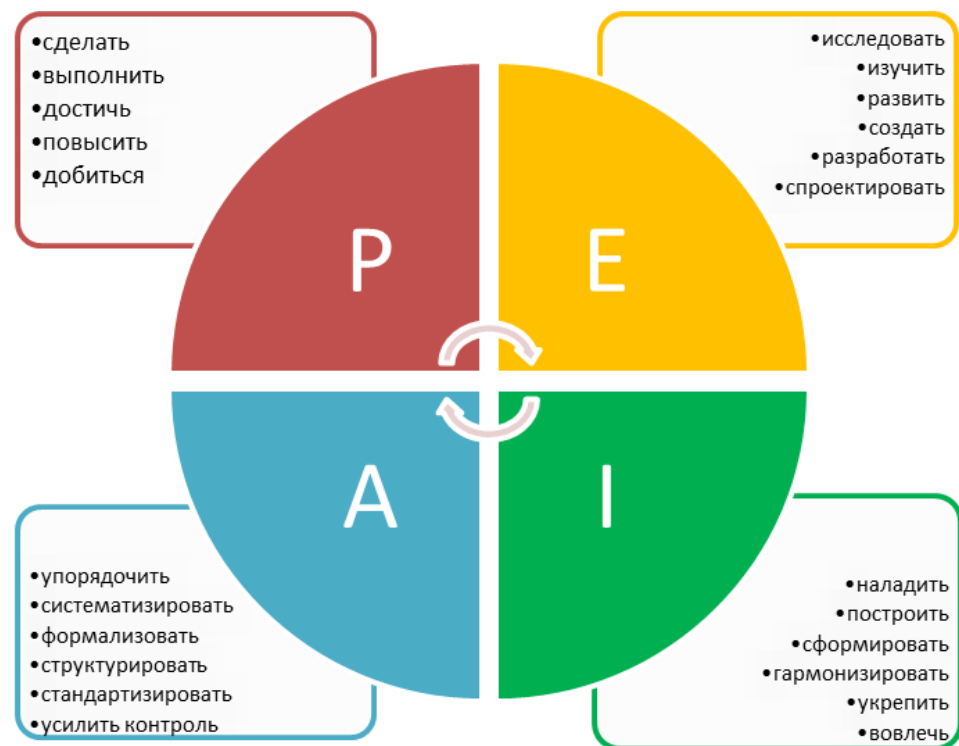 •сделать
•выполнить
•достичь
•повысить
•добиться
•исследовать
•изучить
•развить
•создать
•разработать
•спроектировать
P
E
A
I
•упорядочить
•систематизировать
•формализовать
•структурировать
•стандартизировать
•усилить контроль
•наладить
•построить
•сформировать
•гармонизировать
•укрепить
•вовлечь